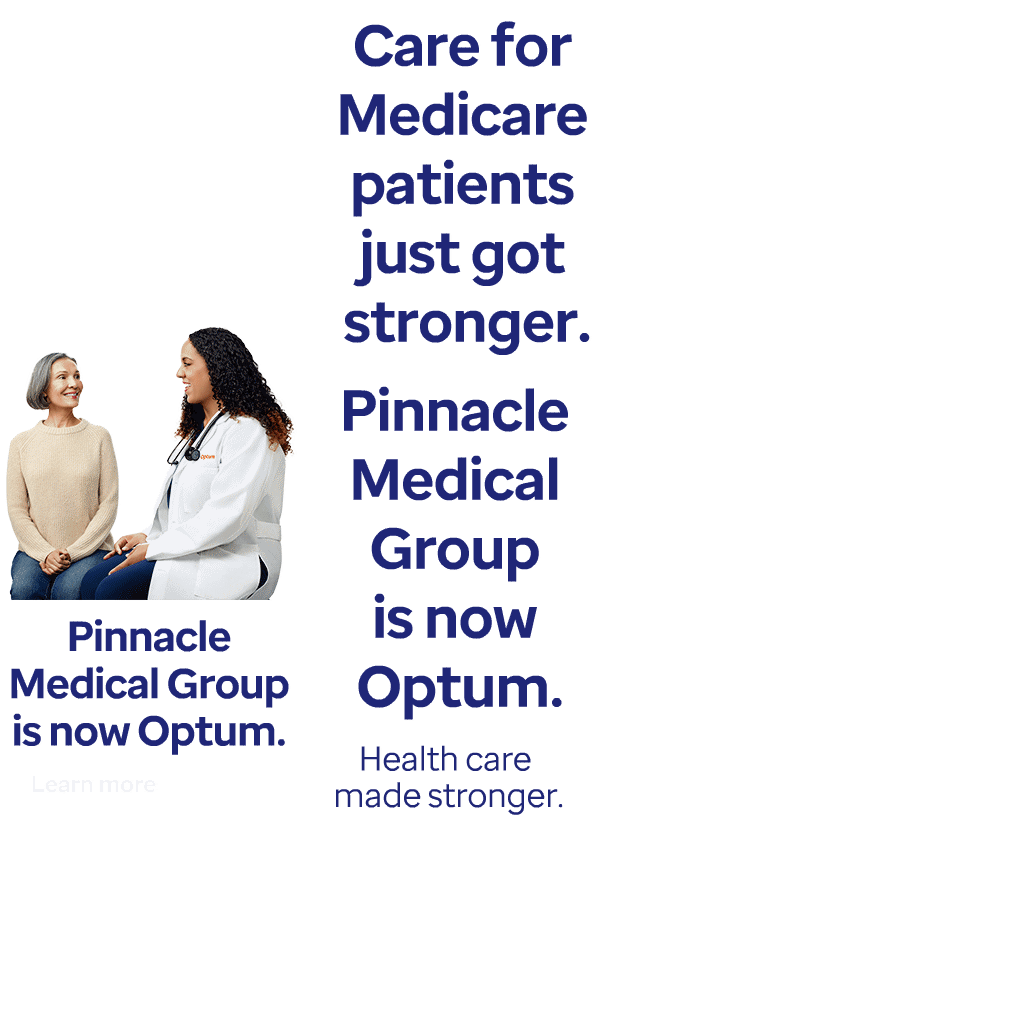 Care for
Medicare
patients
just got
stronger.
Pinnacle
Medical
Group
is now
Optum.
Health care
made stronger.
Optum
Pinnacle
Medical Group
is now Optum.
Learn more